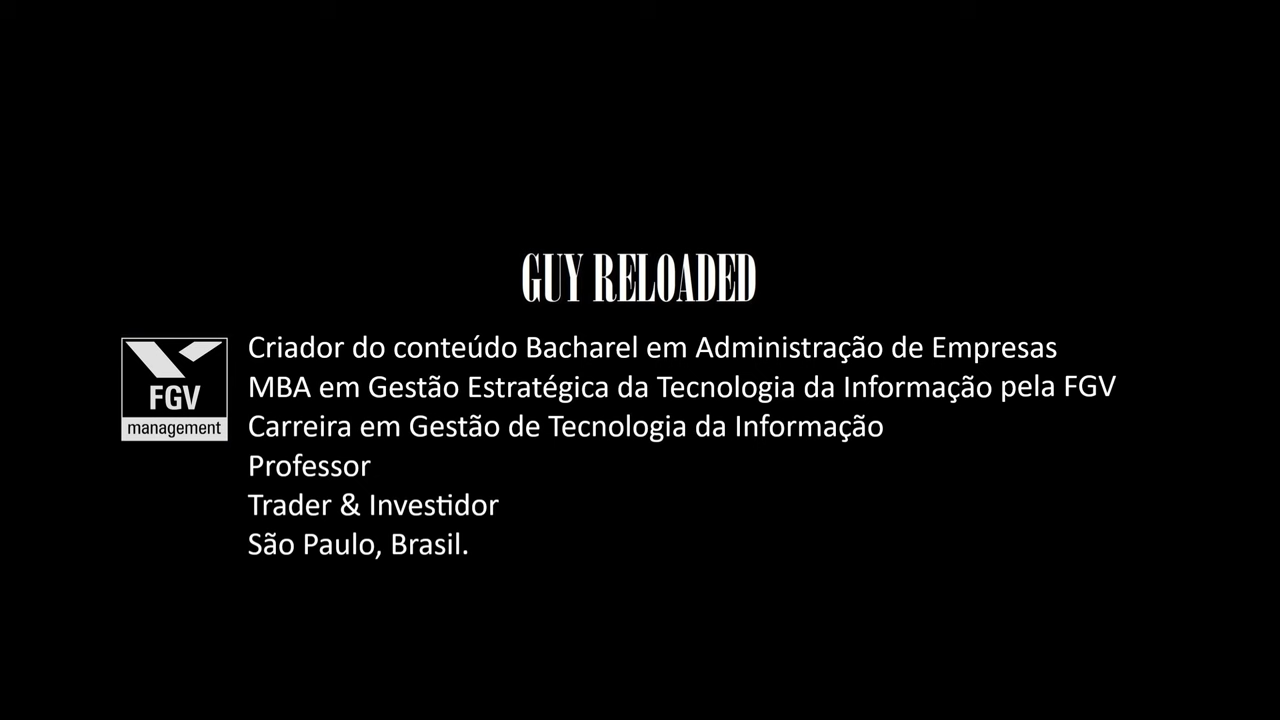 GUY RELOADED
FGV
management
Criador do conteúdo Bacharel em Administração de Empresas
MBA em Gestão Estratégica da Tecnologia da Informação pela FGV
Carreira em Gestão de Tecnologia da Informação
Professor
Trader & Investidor
São Paulo, Brasil.